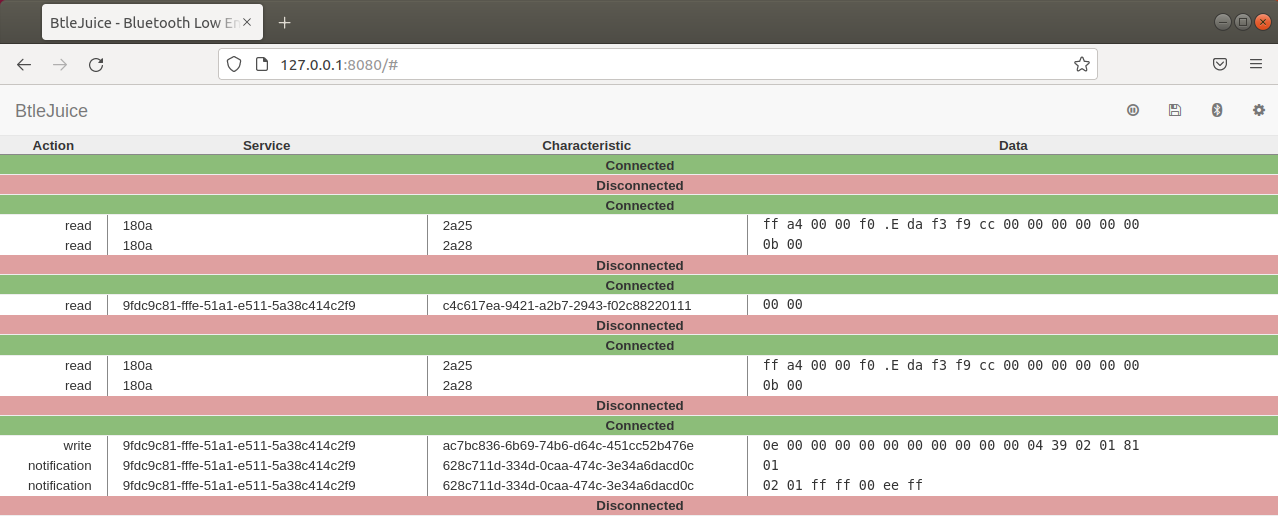 BtleJuice - Bluetooth Low En
127.0.0.1:8080/#
BtleJuice
Action Service Characteristic Data
Connected
Disconnected
Connected
read 180a 2a25 ff a4 00 00 f0 .E da f3 f9 cc 00 00 00 00 00 00
read 180a 2a28 0b 00
Disconnected
Connected
read 9fdc9c81-fffe-51a1-e511-5a38c414c2f9 c4c617ea-9421-a2b7-2943-f02c88220111 00 00
Disconnected
Connected
read 180a 2a25 ff a4 00 00 f0 .E da f3 f9 cc 00 00 00 00 00 00
read 180a 2a28 0b 00
Disconnected
Connected
write 9fdc9c81-fffe-51a1-e511-5a38c414c2f9 ac7bc836-6b69-74b6-d64c-451cc52b476e 0e 00 00 00 00 00 00 00 00 00 00 04 39 02 01 81
notification 9fdc9c81-fffe-51a1-e511-5a38c414c2f9 628c711d-334d-0caa-474c-3e34a6dacd0c 01
notification 9fdc9c81-fffe-51a1-e511-5a38c414c2f9 628c711d-334d-0caa-474c-3e34a6dacd0c 02 01 ff ff 00 ee ff
Disconnected